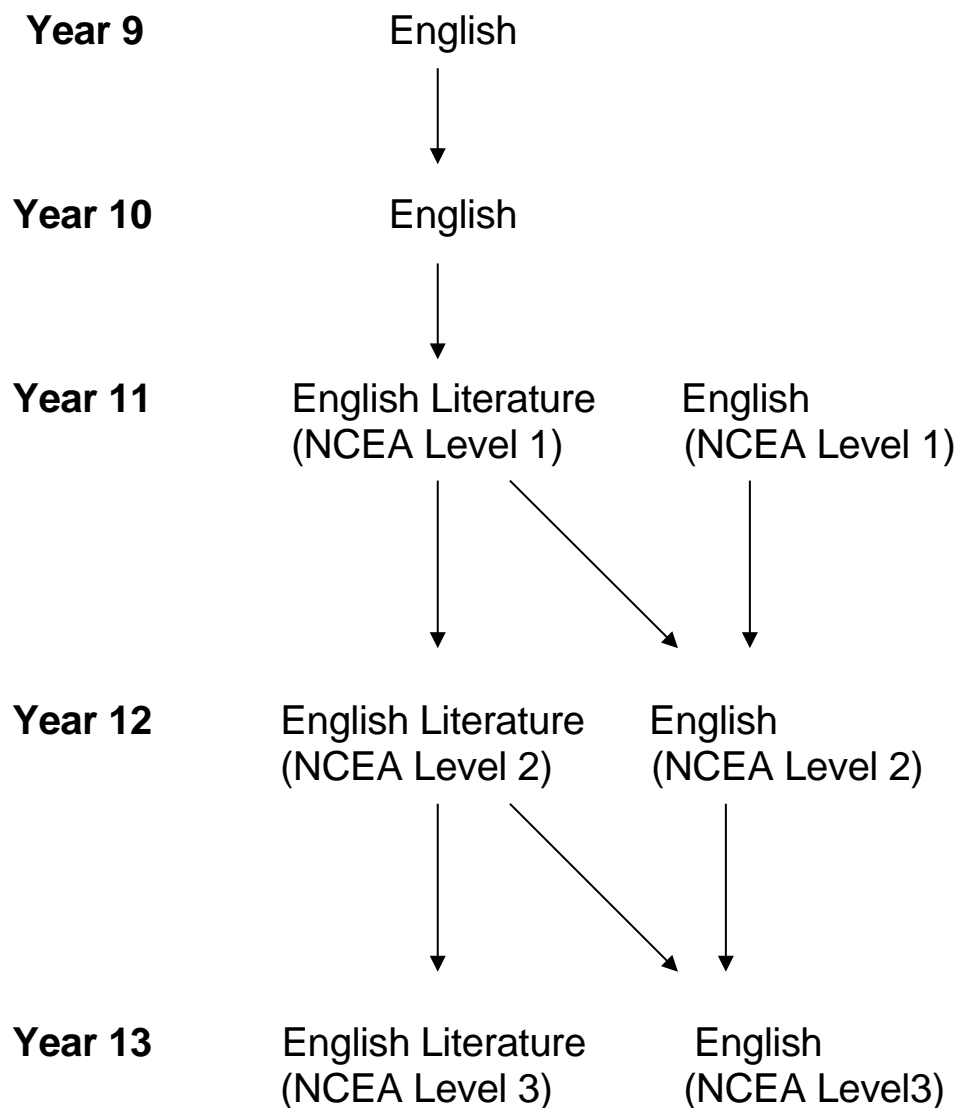 Year 9 English
Year 10 English
Year 11 English Literature English
(NCEA Level 1) (NCEA Level 1)
Year 12 English Literature English
(NCEA Level 2) (NCEA Level 2)
Year 13 English Literature English
(NCEA Level 3) (NCEA Level3)